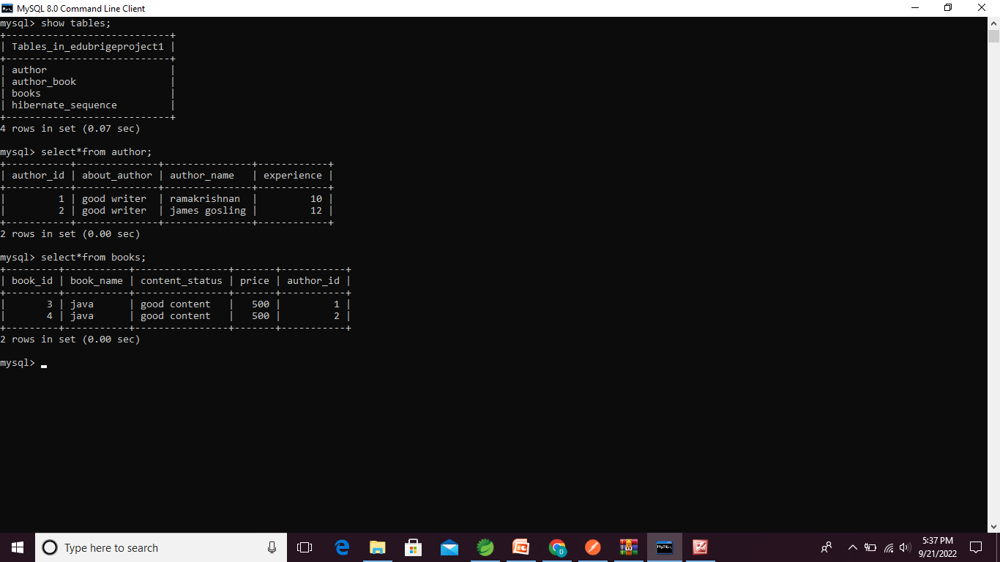 MySQL 8.0 Command Line Client
mysql> show tables;
+----------------------------+
| Tables_in_edubrigeproject1 |
+----------------------------+
| author                     |
| author_book                |
| books                      |
| hibernate_sequence         |
+----------------------------+
4 rows in set (0.07 sec)
mysql> select*from author;
+-----------+--------------+---------------+------------+
| author_id | about_author | author_name   | experience |
+-----------+--------------+---------------+------------+
|         1 | good writer  | ramakrishnan  |         10 |
|         2 | good writer  | james gosling |         12 |
+-----------+--------------+---------------+------------+
2 rows in set (0.00 sec)
mysql> select*from books;
+---------+-----------+----------------+-------+-----------+
| book_id | book_name | content_status | price | author_id |
+---------+-----------+----------------+-------+-----------+
|       3 | java      | good content   |   500 |         1 |
|       4 | java      | good content   |   500 |         2 |
+---------+-----------+----------------+-------+-----------+
2 rows in set (0.00 sec)
mysql>
Type here to search
5:37 PM
9/21/2022